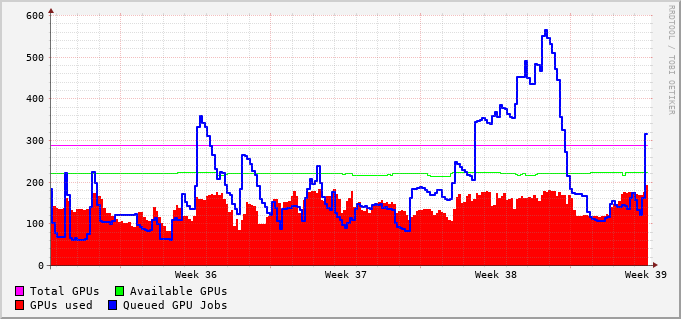 600
500
400
300
200
100
0
Week 36 Week 37 Week 38 Week 39
Total GPUs Available GPUs
GPUs used Queued GPU Jobs
RRDTOOL / TOBI OETIKER